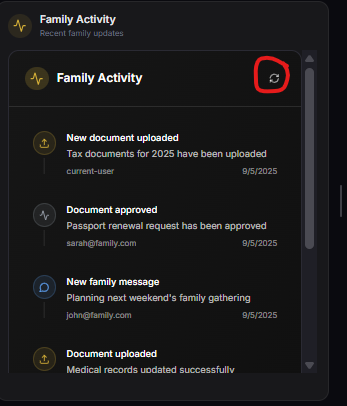 Family Activity
Recent family updates
Family Activity
New document uploaded
Tax documents for 2025 have been uploaded
current-user 9/5/2025
Document approved
Passport renewal request has been approved
sarah@family.com 9/5/2025
New family message
Planning next weekend's family gathering
john@family.com 9/5/2025
Document uploaded
Medical records updated successfully